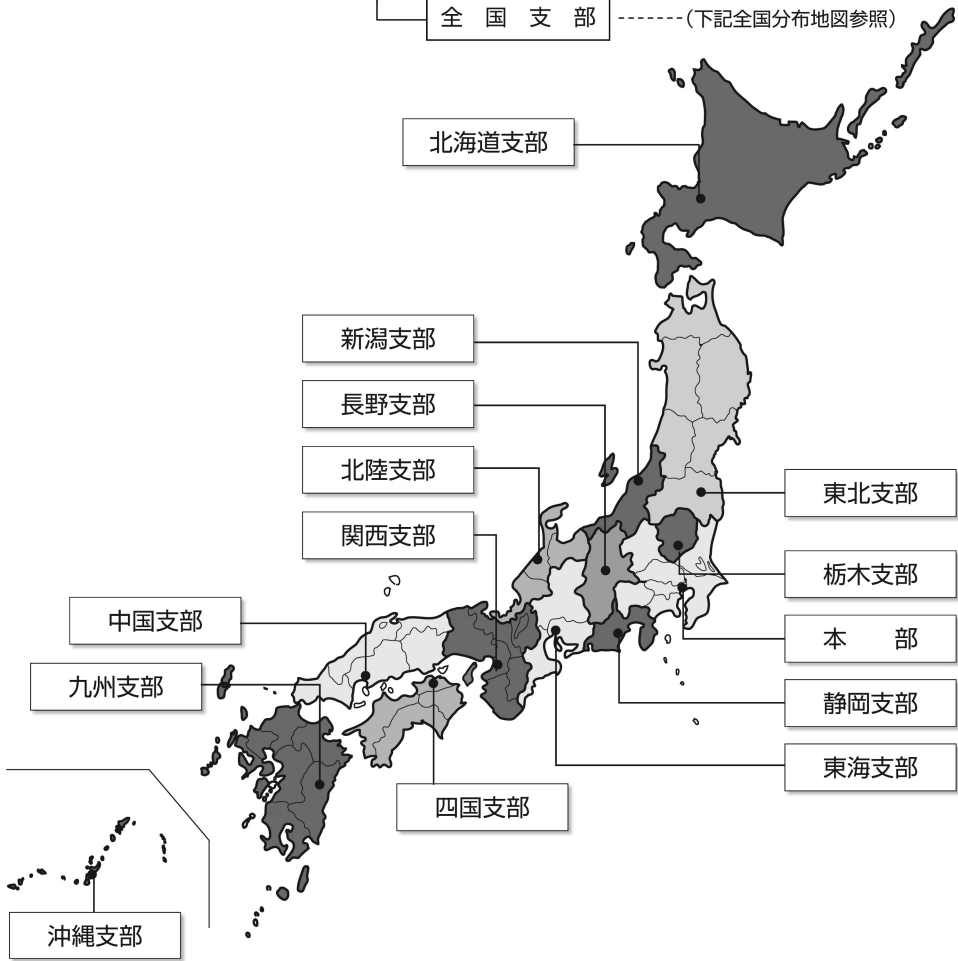 全国支部 (下記全国分布地図参照)
北海道支部
新潟支部
長野支部
北陸支部
関西支部
中国支部
九州支部
東北支部
栃木支部
本部
静岡支部
東海支部
四国支部
沖縄支部